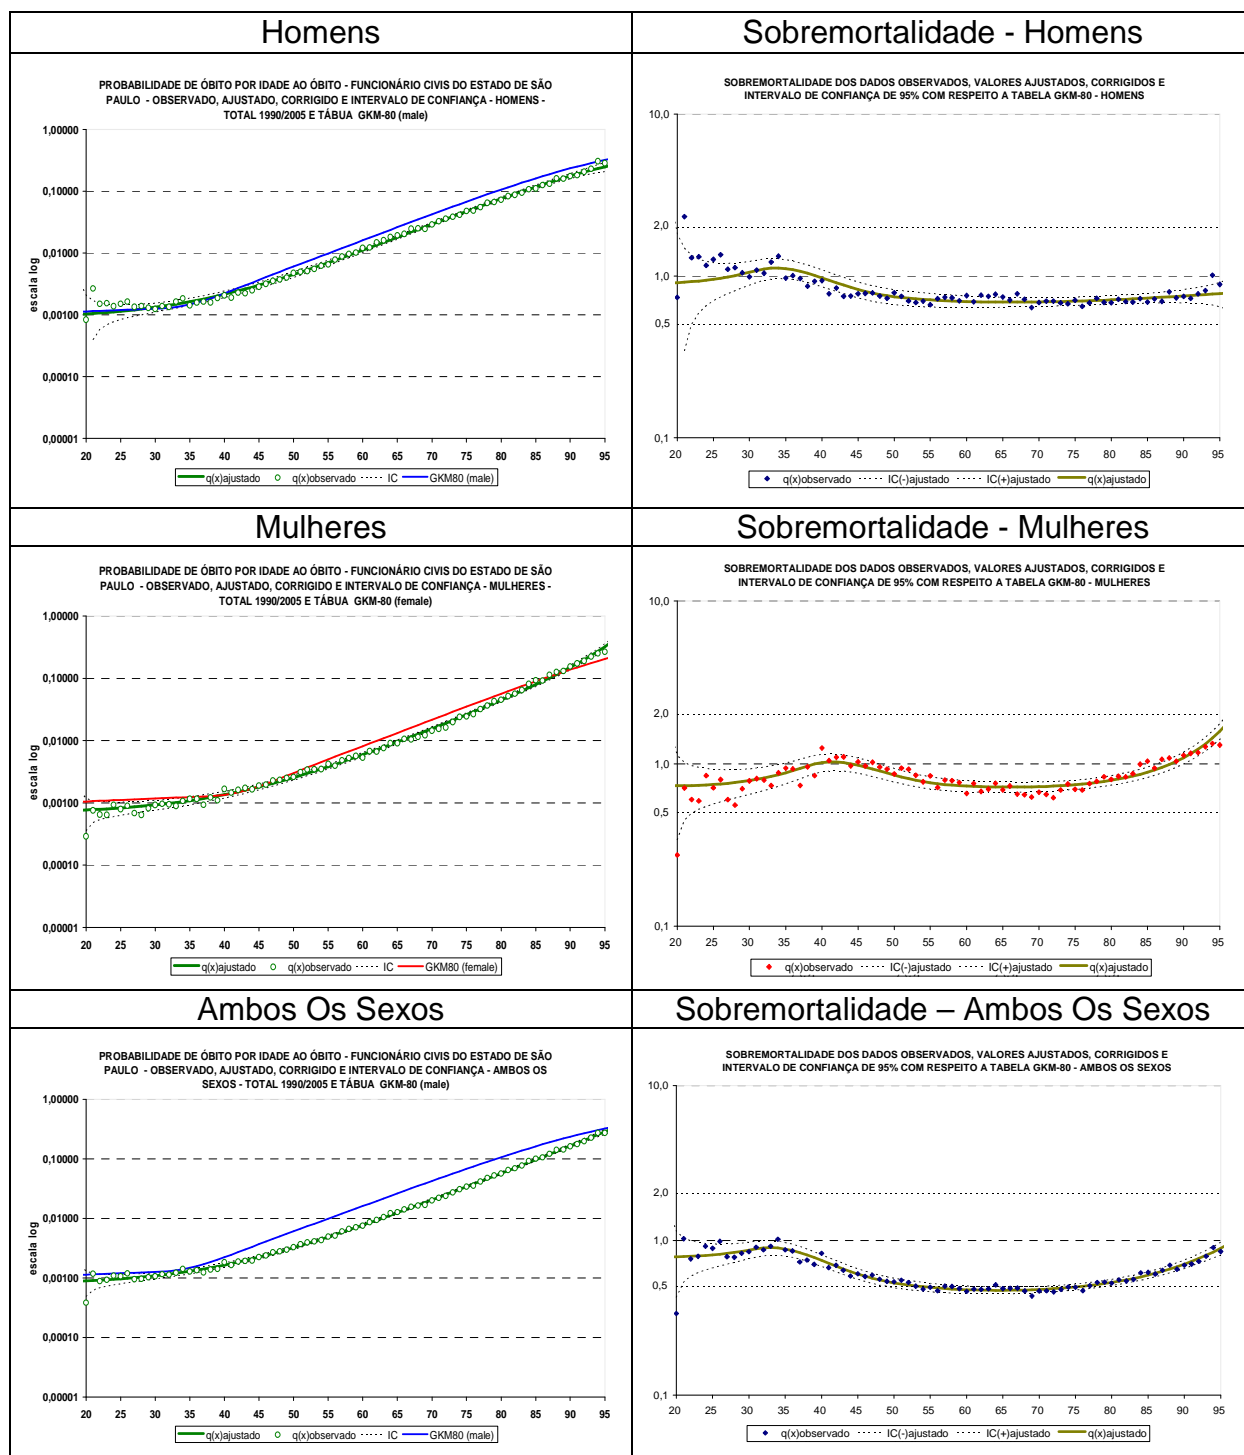 Homens
Sobremortalidade - Homens
PROBABILIDADE DE ÓBITO POR IDADE AO ÓBITO - FUNCIONÁRIO CIVIS DO ESTADO DE SÃO
PAULO - OBSERVADO, AJUSTADO, CORRIGIDO E INTERVALO DE CONFIANÇA - HOMENS -
TOTAL 1990/2005 E TÁBUA GKM-80 (male)
1,00000
0,10000
0,01000
0,00100
0,00010
0,00001
escala log
20 25 30 35 40 45 50 55 60 65 70 75 80 85 90 95
q(x)ajustado q(x)observado IC GKM80 (male)
SOBREMORTALIDADE DOS DADOS OBSERVADOS, VALORES AJUSTADOS, CORRIGIDOS E
INTERVALO DE CONFIANÇA DE 95% COM RESPEITO A TABELA GKM-80 - HOMENS
10,0
2,0
1,0
0,5
0,1
20 25 30 35 40 45 50 55 60 65 70 75 80 85 90 95
q(x)observado IC(-)ajustado IC(+)ajustado q(x)ajustado
Mulheres
Sobremortalidade - Mulheres
PROBABILIDADE DE ÓBITO POR IDADE AO ÓBITO - FUNCIONÁRIO CIVIS DO ESTADO DE SÃO
PAULO - OBSERVADO, AJUSTADO, CORRIGIDO E INTERVALO DE CONFIANÇA - MULHERES -
TOTAL 1990/2005 E TÁBUA GKM-80 (female)
1,00000
0,10000
0,01000
0,00100
0,00010
0,00001
escala log
20 25 30 35 40 45 50 55 60 65 70 75 80 85 90 95
q(x)ajustado q(x)observado IC GKM80 (female)
SOBREMORTALIDADE DOS DADOS OBSERVADOS, VALORES AJUSTADOS, CORRIGIDOS E
INTERVALO DE CONFIANÇA DE 95% COM RESPEITO A TABELA GKM-80 - MULHERES
10,0
2,0
1,0
0,5
0,1
20 25 30 35 40 45 50 55 60 65 70 75 80 85 90 95
q(x)observado IC(-)ajustado IC(+)ajustado q(x)ajustado
Ambos Os Sexos
Sobremortalidade – Ambos Os Sexos
PROBABILIDADE DE ÓBITO POR IDADE AO ÓBITO - FUNCIONÁRIO CIVIS DO ESTADO DE SÃO
PAULO - OBSERVADO, AJUSTADO, CORRIGIDO E INTERVALO DE CONFIANÇA - AMBOS OS
SEXOS - TOTAL 1990/2005 E TÁBUA GKM-80 (male)
1,00000
0,10000
0,01000
0,00100
0,00010
0,00001
escala log
20 25 30 35 40 45 50 55 60 65 70 75 80 85 90 95
q(x)ajustado q(x)observado IC GKM80 (male)
SOBREMORTALIDADE DOS DADOS OBSERVADOS, VALORES AJUSTADOS, CORRIGIDOS E
INTERVALO DE CONFIANÇA DE 95% COM RESPEITO A TABELA GKM-80 - AMBOS OS SEXOS
10,0
2,0
1,0
0,5
0,1
20 25 30 35 40 45 50 55 60 65 70 75 80 85 90 95
q(x)observado IC(-)ajustado IC(+)ajustado q(x)ajustado